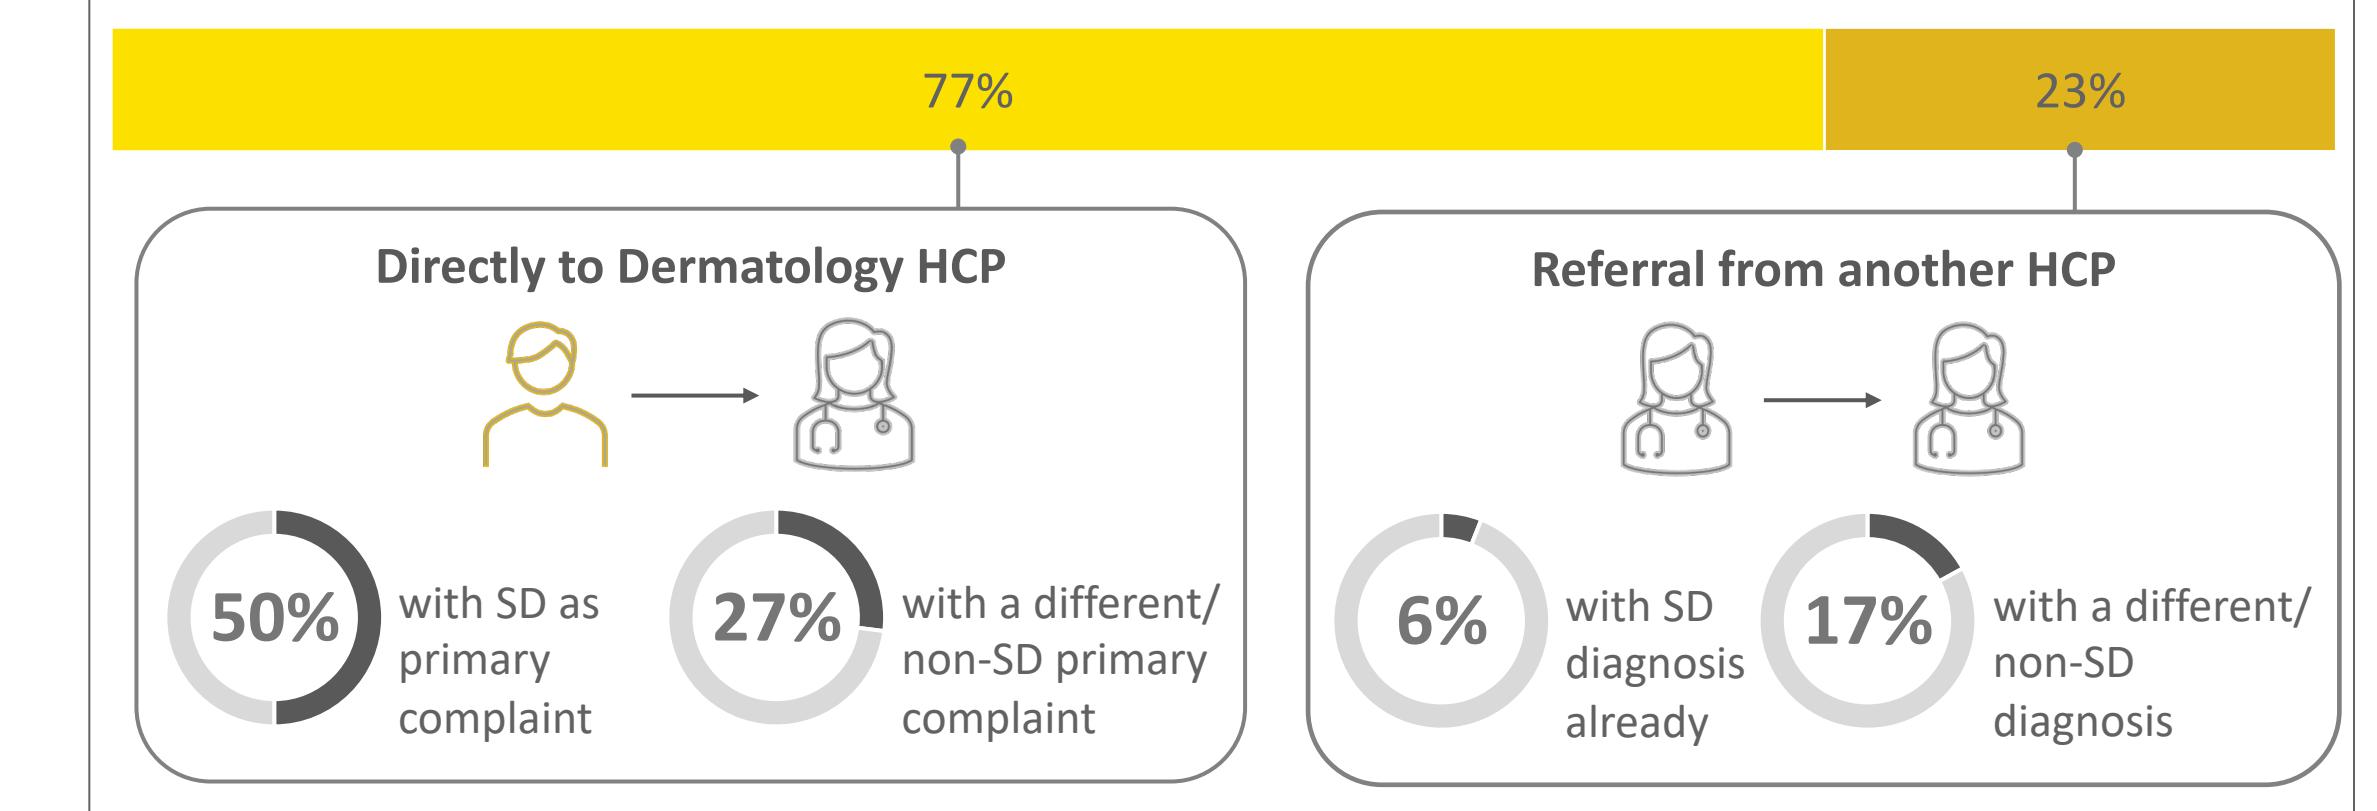 77%
23%
Directly to Dermatology HCP
50%
with SD as
primary
complaint
27%
with a different/
non-SD primary
complaint
Referral from another HCP
6%
with SD
diagnosis
already
17%
with a different/
non-SD
diagnosis